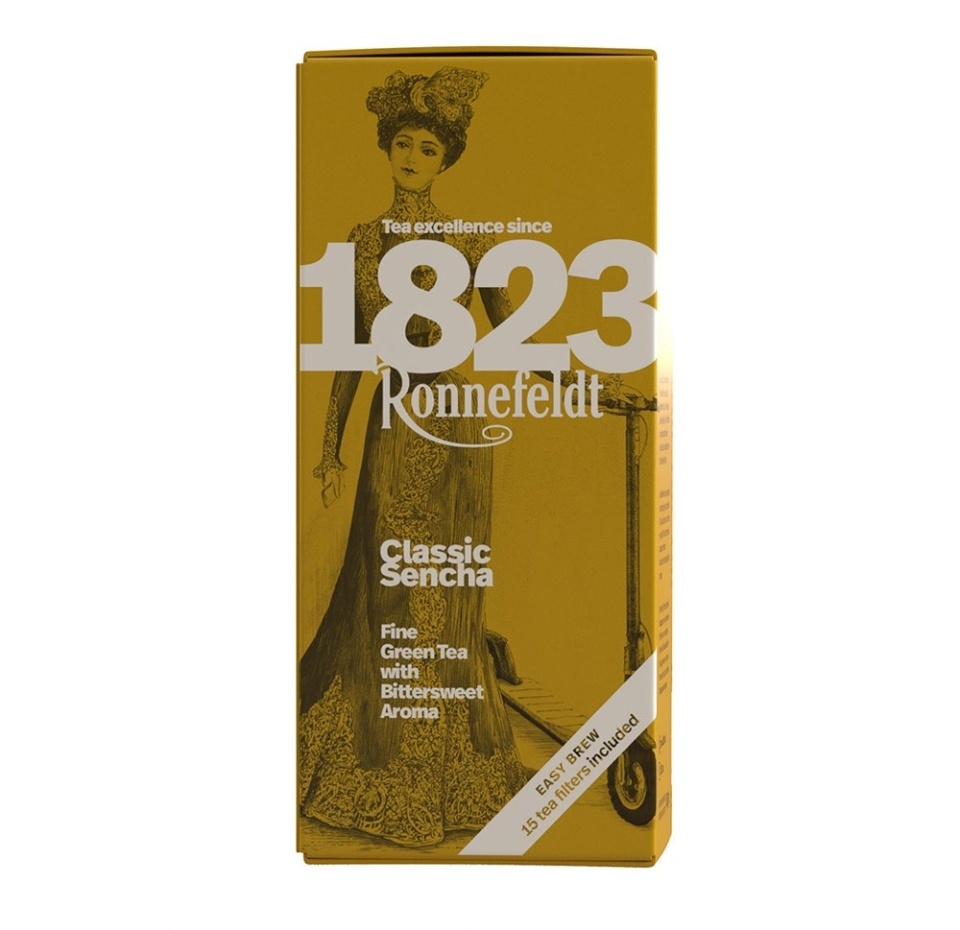 Tea excellence since
1823
Ronnefeldt
Classic
Sencha
Fine
Green Tea
with
Bittersweet
Aroma
EASY BREW
15 tea filters included